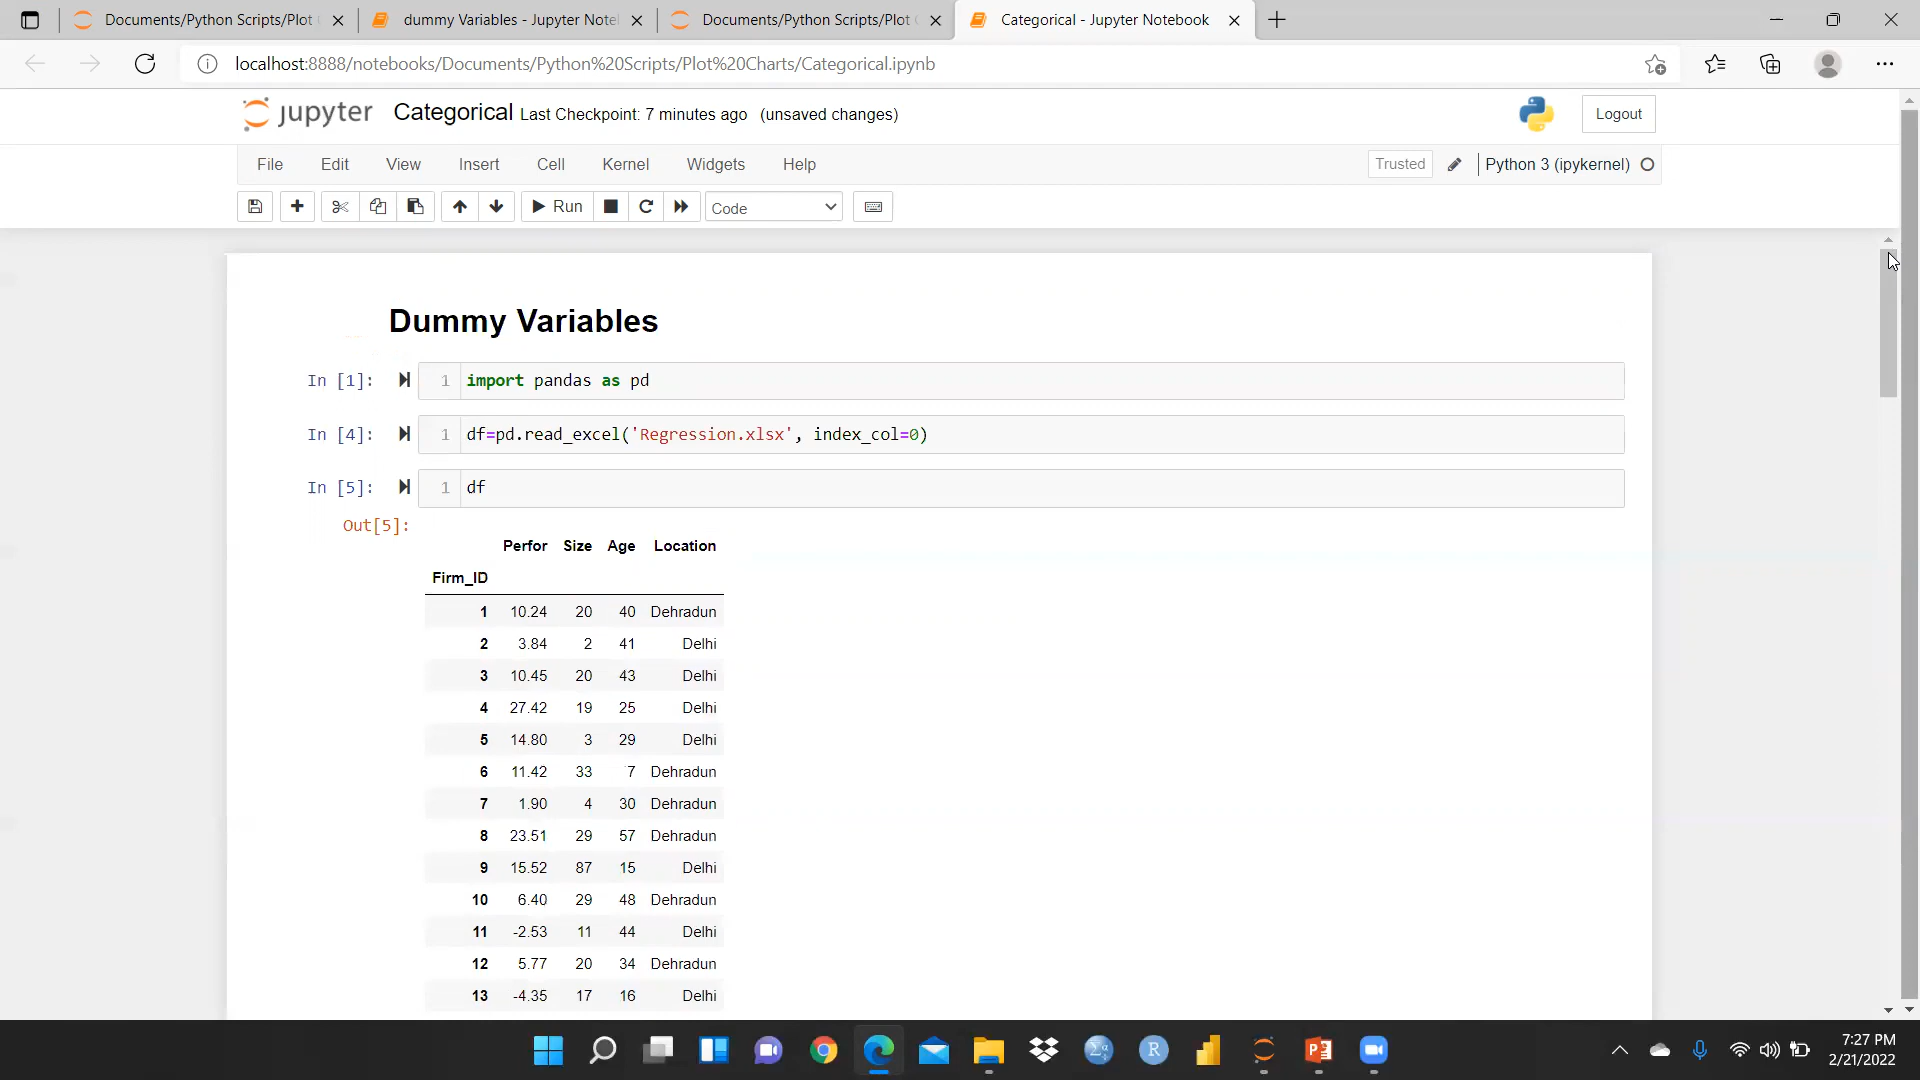 Documents/Python Scripts/Plot
dummy Variables - Jupyter Note
Documents/Python Scripts/Plot
Categorical - Jupyter Notebook
localhost:8888/notebooks/Documents/Python%20Scripts/Plot%20Charts/Categorical.ipynb
jupyter Categorical Last Checkpoint: 7 minutes ago (unsaved changes)
Logout
File Edit View Insert Cell Kernel Widgets Help
Trusted Python 3 (ipykernel)
Run Code
Dummy Variables
In [1]: 1 import pandas as pd
In [4]: 1 df=pd.read_excel('Regression.xlsx', index_col=0)
In [5]: 1 df
Out[5]:
Perfor Size Age Location
Firm_ID
1 10.24 20 40 Dehradun
2 3.84 2 41 Delhi
3 10.45 20 43 Delhi
4 27.42 19 25 Delhi
5 14.80 3 29 Delhi
6 11.42 33 7 Dehradun
7 1.90 4 30 Dehradun
8 23.51 29 57 Dehradun
9 15.52 87 15 Delhi
10 6.40 29 48 Dehradun
11 -2.53 11 44 Delhi
12 5.77 20 34 Dehradun
13 -4.35 17 16 Delhi
7:27 PM
2/21/2022